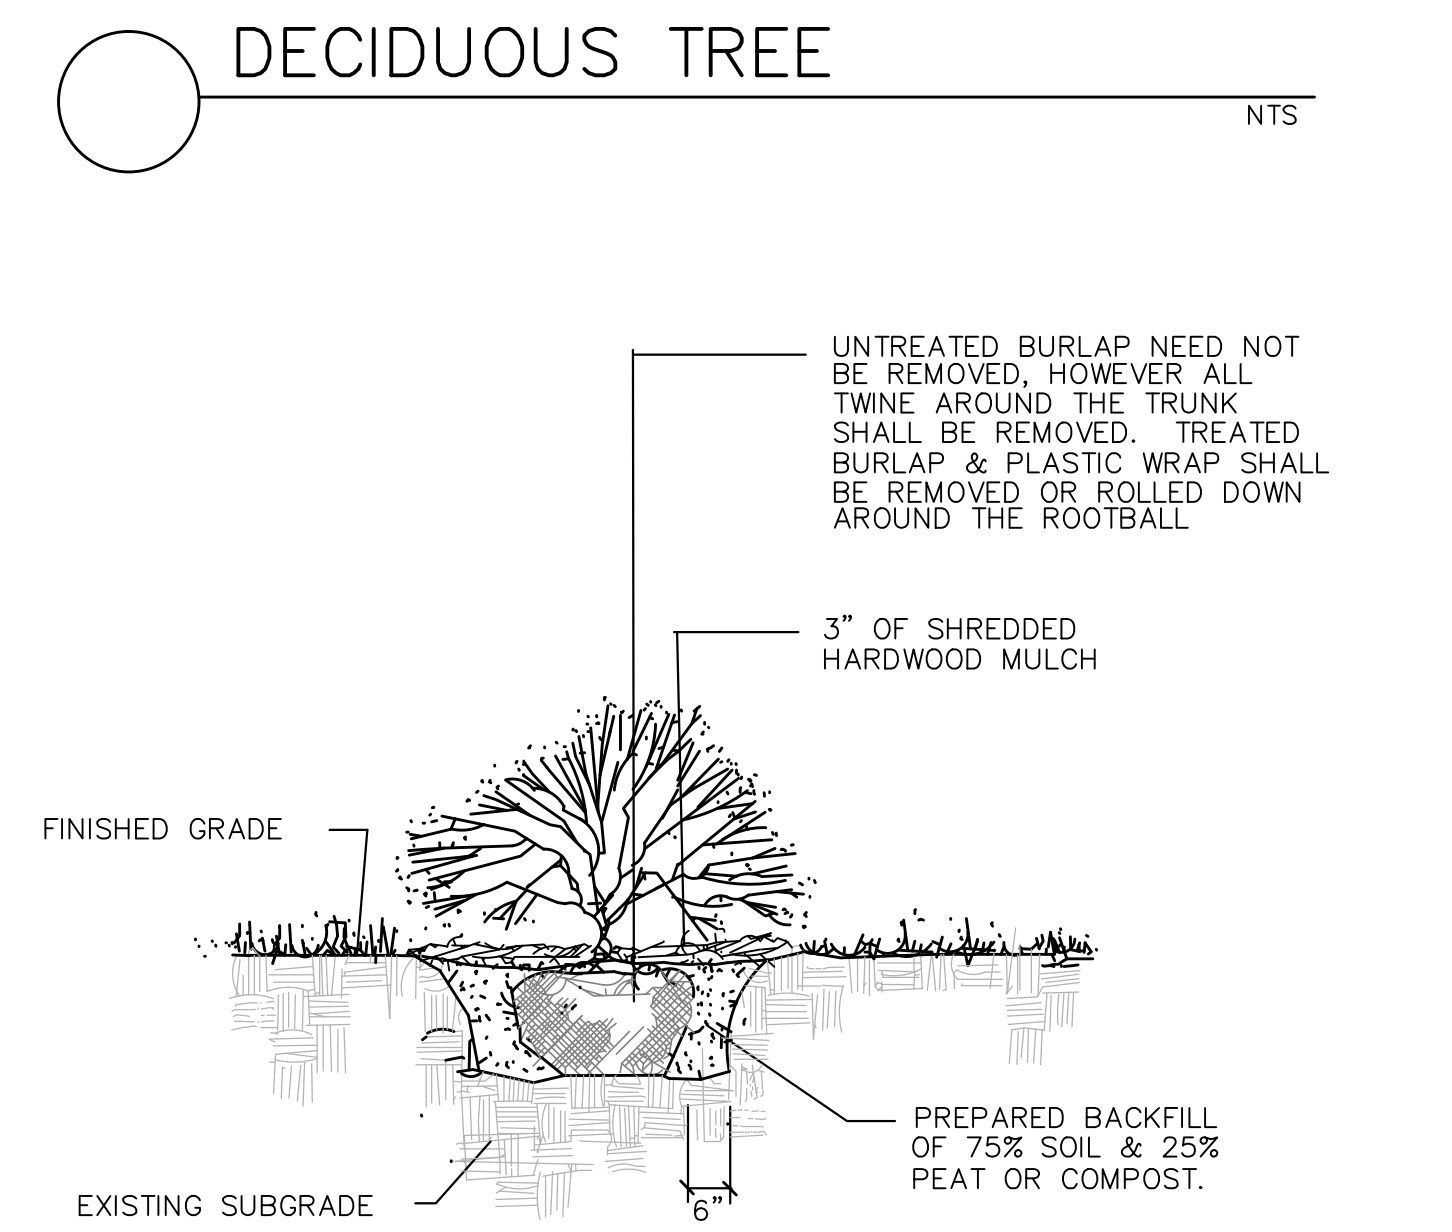 DECIDUOUS TREE
NTS
UNTREATED BURLAP NEED NOT
BE REMOVED, HOWEVER ALL
TWINE AROUND THE TRUNK
SHALL BE REMOVED. TREATED
BURLAP & PLASTIC WRAP SHALL
BE REMOVED OR ROLLED DOWN
AROUND THE ROOTBALL
3” OF SHREDDED
HARDWOOD MULCH
FINISHED GRADE
PREPARED BACKFILL
OF 75% SOIL & 25%
PEAT OR COMPOST.
EXISTING SUBGRADE
6”